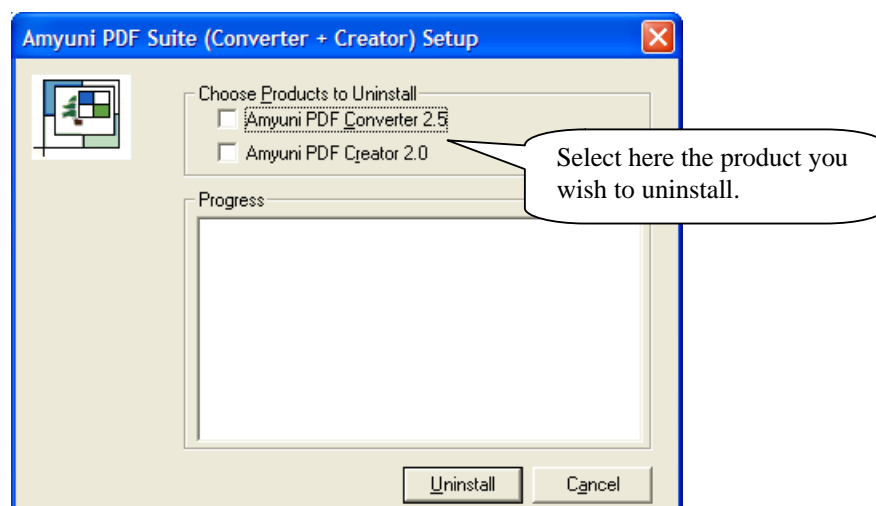 Amyuni PDF Suite (Converter + Creator) Setup
Choose Products to Uninstall
Amyuni PDF Converter 2.5
Amyuni PDF Creator 2.0
Select here the product you
wish to uninstall.
Progress
Uninstall
Cancel